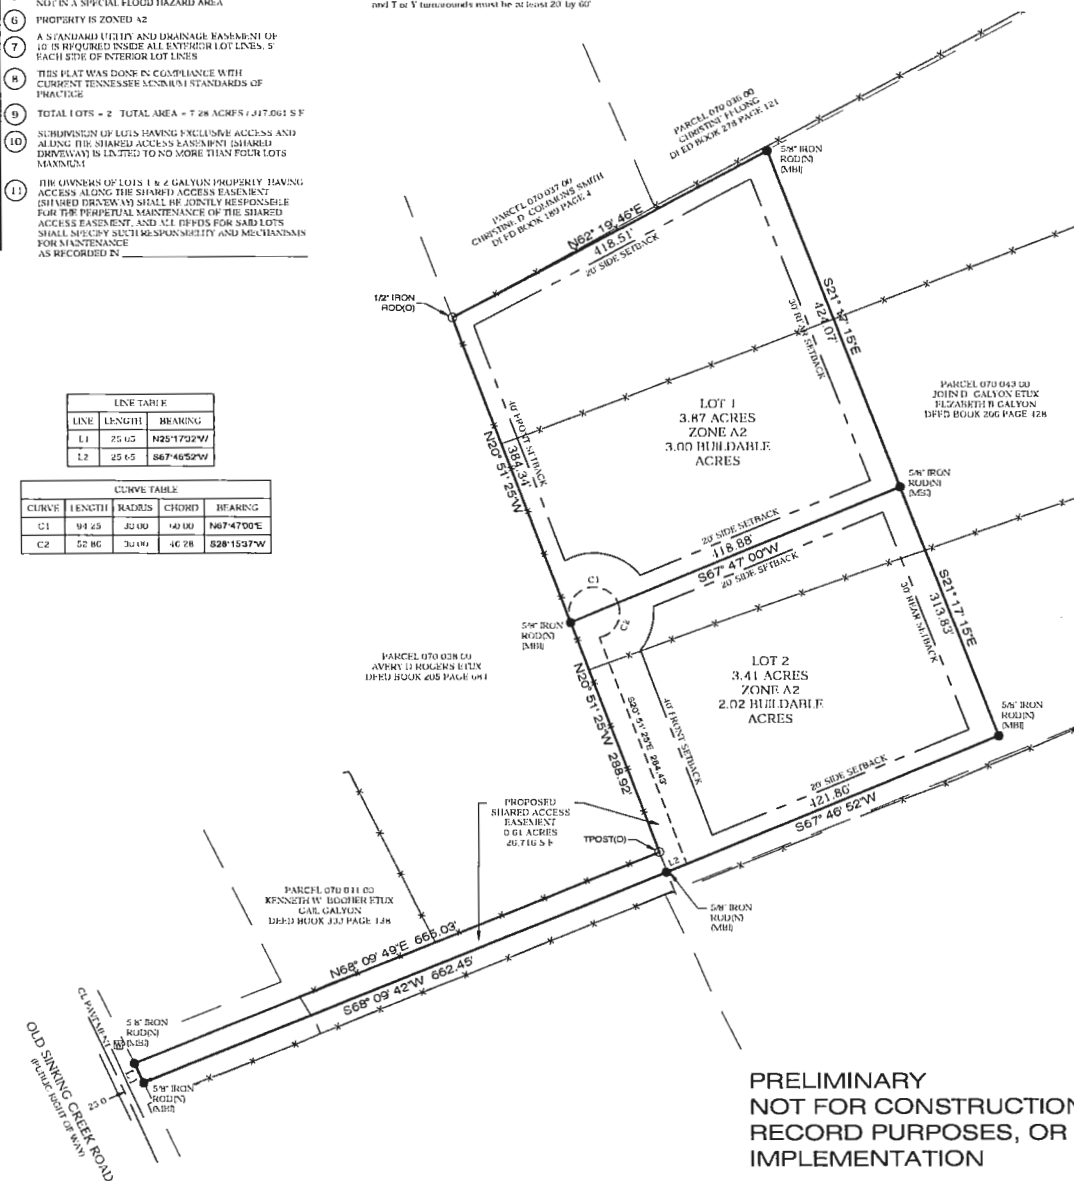 NOT IN A SPECIAL FLOOD HAZARD AREA
and T or Y turnarounds must be at least 20' by 60'
6 PROPERTY IS ZONED A2
7 A STANDARD UTILITY AND DRAINAGE EASEMENT OF
10' IS REQUIRED INSIDE ALL EXTERIOR LOT LINES, 5'
EACH SIDE OF INTERIOR LOT LINES
8 THIS PLAT WAS DONE IN COMPLIANCE WITH
CURRENT TENNESSEE MINIMUM STANDARDS OF
PRACTICE
9 TOTAL LOTS = 2 TOTAL AREA = 7.28 ACRES / 317,061 S F
10 SUBDIVISION OF LOTS HAVING EXCLUSIVE ACCESS AND
ALONG THE SHARED ACCESS EASEMENT (SHARED
DRIVEWAY) IS LIMITED TO NO MORE THAN FOUR LOTS
MAXIMUM
11 THE OWNERS OF LOTS 1 & 2 GALYON PROPERTY HAVING
ACCESS ALONG THE SHARED ACCESS EASEMENT
(SHARED DRIVEWAY) SHALL BE JOINTLY RESPONSIBLE
FOR THE PERPETUAL MAINTENANCE OF THE SHARED
ACCESS EASEMENT, AND ALL DEEDS FOR SAID LOTS
SHALL SPECIFY SUCH RESPONSIBILITY AND MECHANISMS
FOR MAINTENANCE
AS RECORDED IN
LINE TABLE
LINE LENGTH BEARING
L1 25.05 N25°17'32"W
L2 25.65 S67°46'52"W
CURVE TABLE
CURVE LENGTH RADIUS CHORD BEARING
C1 94.25 30.00 60.00 N67°47'00"E
C2 52.86 30.00 46.28 S28°15'37"W
PARCEL 070 036 00
CHRISTINE
DEED BOOK 278 PAGE 121
PARCEL 070 037 00
CHRISTINE D. COMMONS SMITH
DEED BOOK 189 PAGE 4
N62° 19' 46"E
418.51'
20' SIDE SETBACK
5/8" IRON
ROD(N)
(MBI)
1/2" IRON
ROD(O)
S21° 17' 15"E
424.07'
30' REAR SETBACK
40' FRONT SETBACK
384.34'
N20° 51' 25"W
LOT 1
3.87 ACRES
ZONE A2
3.00 BUILDABLE
ACRES
PARCEL 070 043 00
JOHN D. GALYON ETUX
ELIZABETH B GALYON
DEED BOOK 206 PAGE 128
5/8" IRON
ROD(N)
(MBI)
20' SIDE SETBACK
418.88'
S67° 47' 00"W
20' SIDE SETBACK
C1
C2
5/8" IRON
ROD(N)
(MBI)
PARCEL 070 038 00
AVERY D ROGERS ETUX
DEED BOOK 205 PAGE 681
S21° 17' 15"E
313.83'
30' REAR SETBACK
LOT 2
3.41 ACRES
ZONE A2
2.02 BUILDABLE
ACRES
N20° 51' 25"W 288.92'
S20° 51' 25"E 264.43'
40' FRONT SETBACK
5/8" IRON
ROD(N)
(MBI)
20' SIDE SETBACK
421.86'
S67° 46' 52"W
PROPOSED
SHARED ACCESS
EASEMENT
0.61 ACRES
26,716 S F
TPOST(O)
L2
5/8" IRON
ROD(N)
(MBI)
PARCEL 070 011 00
KENNETH W. BOOHER ETUX
GAIL GALYON
DEED BOOK 333 PAGE 138
N68° 09' 49"E 665.03'
S68° 09' 42"W 662.45'
CL PAVEMENT
5/8" IRON
ROD(N)
(MBI)
L1
5/8" IRON
ROD(N)
(MBI)
25.0
OLD SINKING CREEK ROAD
(PUBLIC RIGHT OF WAY)
PRELIMINARY
NOT FOR CONSTRUCTION
RECORD PURPOSES, OR
IMPLEMENTATION